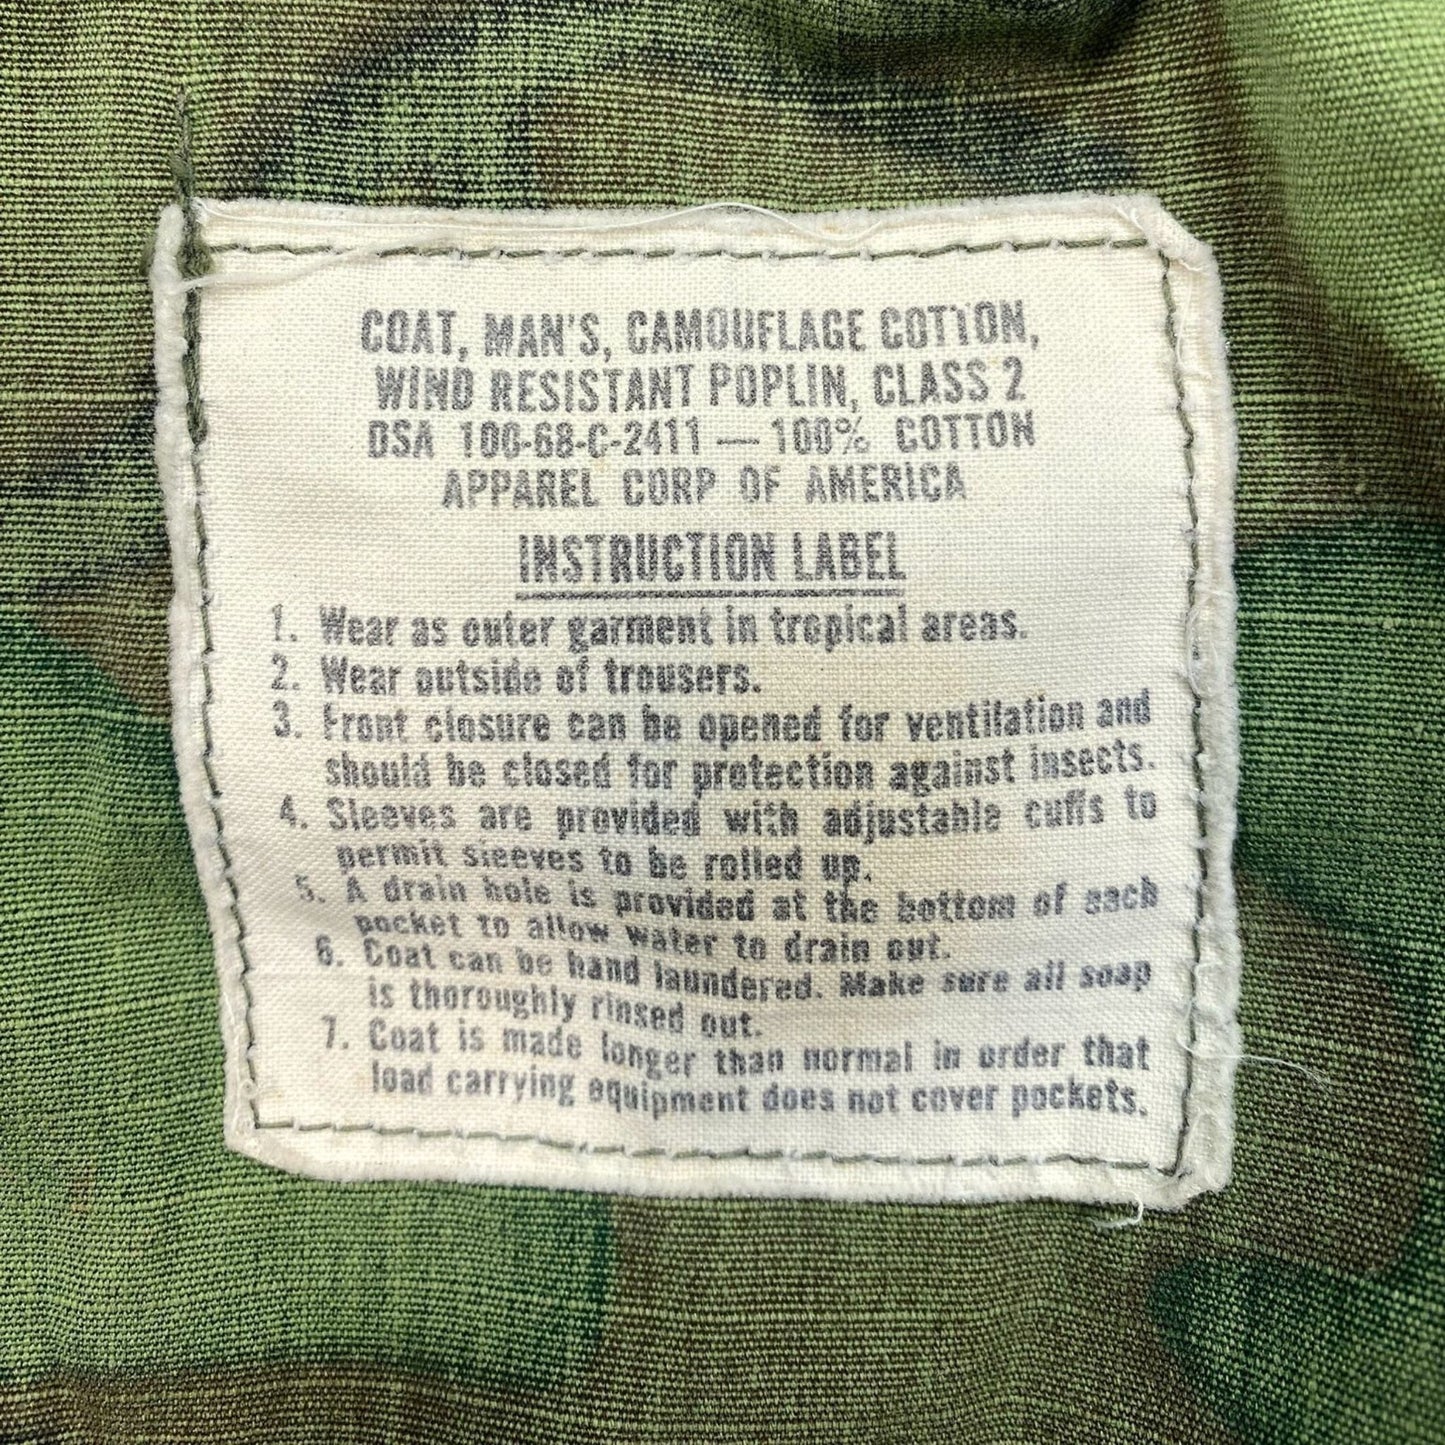 COAT, MAN'S, CAMOUFLAGE COTTON,
WIND RESISTANT POPLIN, CLASS 2
DSA 100-68-C-2411 — 100% COTTON
APPAREL CORP OF AMERICA
INSTRUCTION LABEL
1. Wear as outer garment in tropical areas.
2. Wear outside of trousers.
3. Front closure can be opened for ventilation and
should be closed for protection against insects.
4. Sleeves are provided with adjustable cuffs to
permit sleeves to be rolled up.
5. A drain hole is provided at the bottom of each
pocket to allow water to drain out.
6. Coat can be hand laundered. Make sure all soap
is thoroughly rinsed out.
7. Coat is made longer than normal in order that
load carrying equipment does not cover pockets.